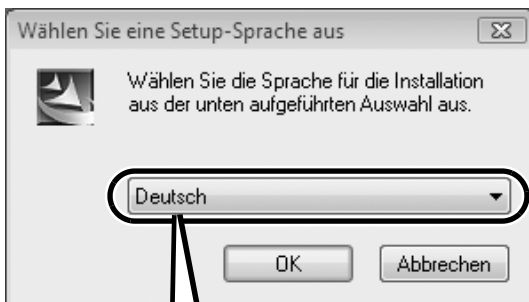 Wählen Sie eine Setup-Sprache aus
Wählen Sie die Sprache für die Installation
aus der unten aufgeführten Auswahl aus.
Deutsch
OK
Abbrechen